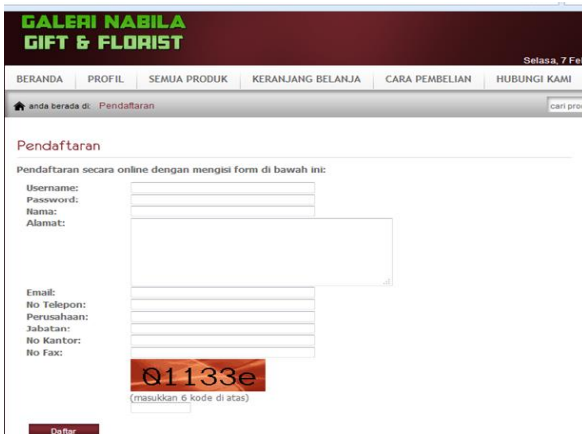 GALERI NABILA
GIFT & FLORIST
Selasa, 7 Fe
BERANDA PROFIL SEMUA PRODUK KERANJANG BELANJA CARA PEMBELIAN HUBUNGI KAMI
anda berada di: Pendaftaran
cari pro
Pendaftaran
Pendaftaran secara online dengan mengisi form di bawah ini:
Username:
Password:
Nama:
Alamat:
Email:
No Telepon:
Perusahaan:
Jabatan:
No Kantor:
No Fax:
01133e
(masukkan 6 kode di atas)
Daftar